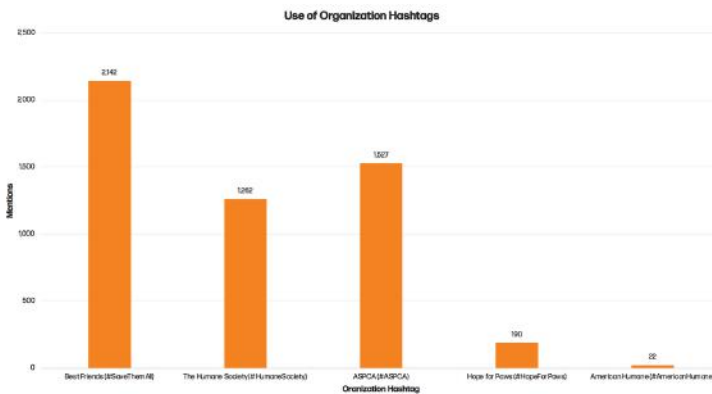 Use of Organization Hashtags
2,500
2,142
2,000
1,527
1,500
1,262
1,000
500
190
22
0
Mentions
Best Friends (#SaveThemAll)
The Humane Society (#HumaneSociety)
ASPCA (#ASPCA)
Hope for Paws (#HopeForPaws)
American Humane (#AmericanHumane
Oranization Hashtag